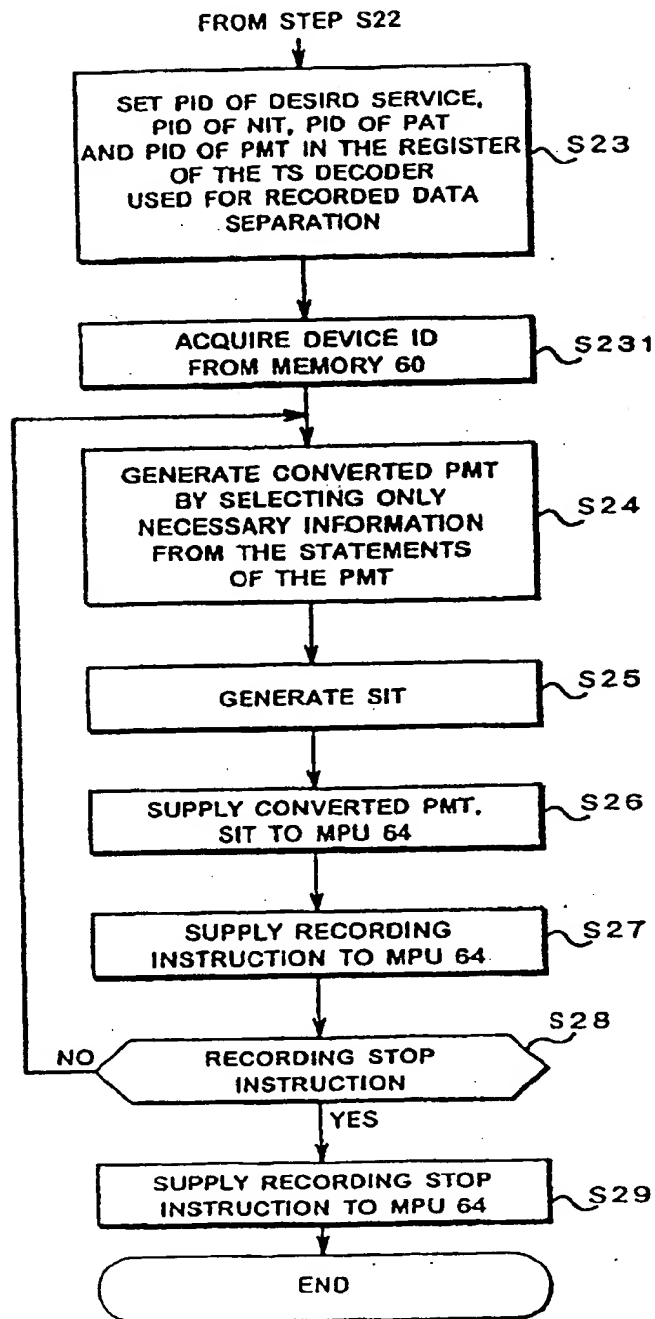 FROM STEP S22
SET PID OF DESIRD SERVICE,
PID OF NIT, PID OF PAT
AND PID OF PMT IN THE REGISTER
OF THE TS DECODER
USED FOR RECORDED DATA
SEPARATION
S23
ACQUIRE DEVICE ID
FROM MEMORY 60
S231
GENERATE CONVERTED PMT
BY SELECTING ONLY
NECESSARY INFORMATION
FROM THE STATEMENTS
OF THE PMT
S24
GENERATE SIT
S25
SUPPLY CONVERTED PMT.
SIT TO MPU 64
S26
SUPPLY RECORDING
INSTRUCTION TO MPU 64
S27
RECORDING STOP
INSTRUCTION
S28
NO
YES
SUPPLY RECORDING STOP
INSTRUCTION TO MPU 64
S29
END